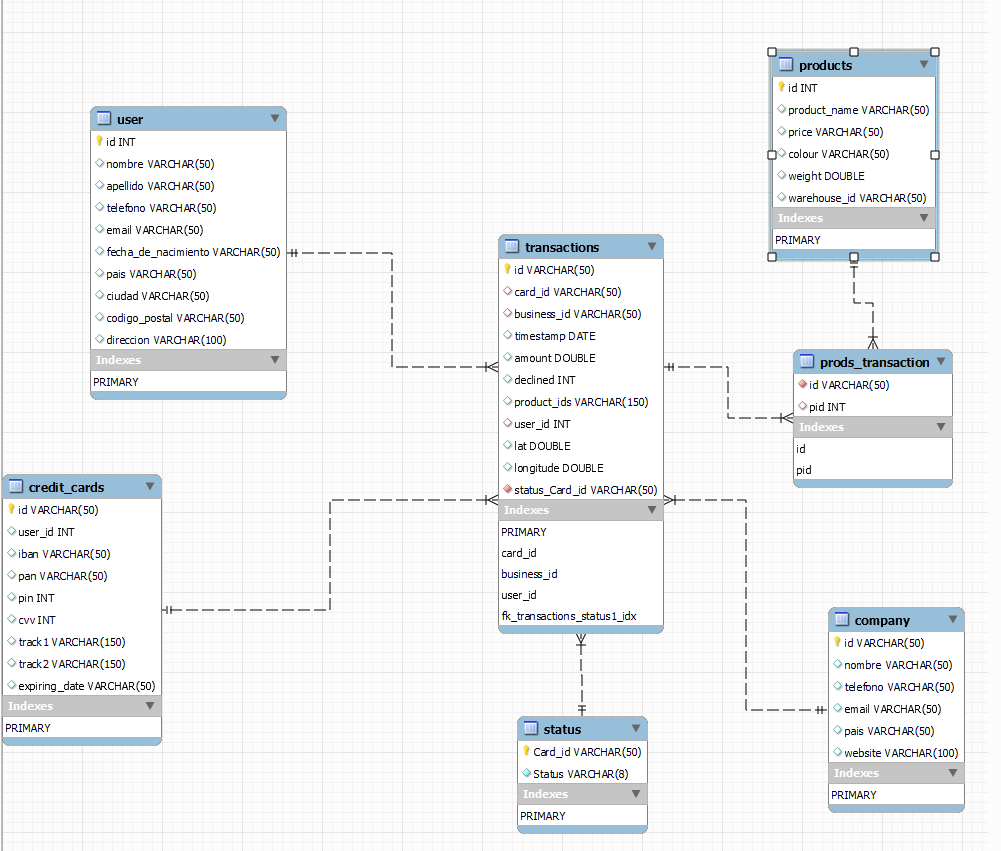 user
id INT
nombre VARCHAR(50)
apellido VARCHAR(50)
telefono VARCHAR(50)
email VARCHAR(50)
fecha_de_nacimiento VARCHAR(50)
pais VARCHAR(50)
ciudad VARCHAR(50)
codigo_postal VARCHAR(50)
direccion VARCHAR(100)
Indexes
PRIMARY
credit_cards
id VARCHAR(50)
user_id INT
iban VARCHAR(50)
pan VARCHAR(50)
pin INT
cvv INT
track1 VARCHAR(150)
track2 VARCHAR(150)
expiring_date VARCHAR(50)
Indexes
PRIMARY
transactions
id VARCHAR(50)
card_id VARCHAR(50)
business_id VARCHAR(50)
timestamp DATE
amount DOUBLE
declined INT
product_ids VARCHAR(150)
user_id INT
lat DOUBLE
longitude DOUBLE
status_Card_id VARCHAR(50)
Indexes
PRIMARY
card_id
business_id
user_id
fk_transactions_status1_idx
status
Card_id VARCHAR(50)
Status VARCHAR(8)
Indexes
PRIMARY
products
id INT
product_name VARCHAR(50)
price VARCHAR(50)
colour VARCHAR(50)
weight DOUBLE
warehouse_id VARCHAR(50)
Indexes
PRIMARY
prods_transaction
id VARCHAR(50)
pid INT
Indexes
id
pid
company
id VARCHAR(50)
nombre VARCHAR(50)
telefono VARCHAR(50)
email VARCHAR(50)
pais VARCHAR(50)
website VARCHAR(100)
Indexes
PRIMARY